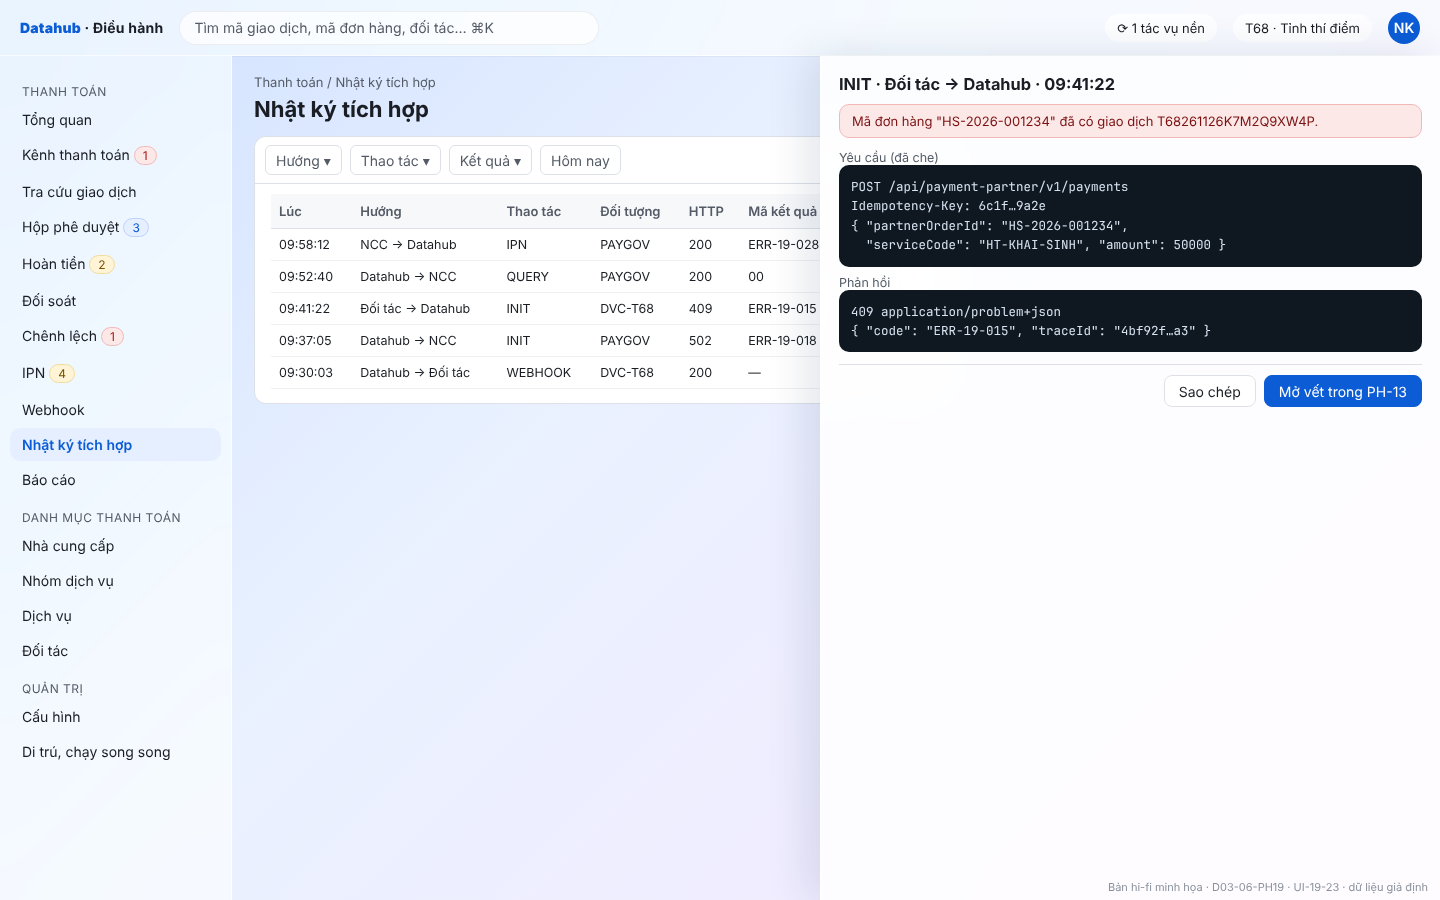 Datahub · Điều hành
Tìm mã giao dịch, mã đơn hàng, đối tác... ⌘K
⟳ 1 tác vụ nền
T68 · Tỉnh thí điểm
NK
THANH TOÁN
Tổng quan
Kênh thanh toán 1
Tra cứu giao dịch
Hộp phê duyệt 3
Hoàn tiền 2
Đối soát
Chênh lệch 1
IPN 4
Webhook
Nhật ký tích hợp
Báo cáo
DANH MỤC THANH TOÁN
Nhà cung cấp
Nhóm dịch vụ
Dịch vụ
Đối tác
QUẢN TRỊ
Cấu hình
Di trú, chạy song song
Thanh toán / Nhật ký tích hợp
Nhật ký tích hợp
Hướng ▾ Thao tác ▾ Kết quả ▾ Hôm nay
Lúc Hướng Thao tác Đối tượng HTTP Mã kết quả
09:58:12 NCC → Datahub IPN PAYGOV 200 ERR-19-028
09:52:40 Datahub → NCC QUERY PAYGOV 200 00
09:41:22 Đối tác → Datahub INIT DVC-T68 409 ERR-19-015
09:37:05 Datahub → NCC INIT PAYGOV 502 ERR-19-018
09:30:03 Datahub → Đối tác WEBHOOK DVC-T68 200 —
INIT · Đối tác → Datahub · 09:41:22
Mã đơn hàng "HS-2026-001234" đã có giao dịch T68261126K7M2Q9XW4P.
Yêu cầu (đã che)
POST /api/payment-partner/v1/payments
Idempotency-Key: 6c1f…9a2e
{ "partnerOrderId": "HS-2026-001234",
"serviceCode": "HT-KHAI-SINH", "amount": 50000 }
Phản hồi
409 application/problem+json
{ "code": "ERR-19-015", "traceId": "4bf92f…a3" }
Sao chép
Mở vết trong PH-13
Bản hi-fi minh họa · D03-06-PH19 · UI-19-23 · dữ liệu giả định